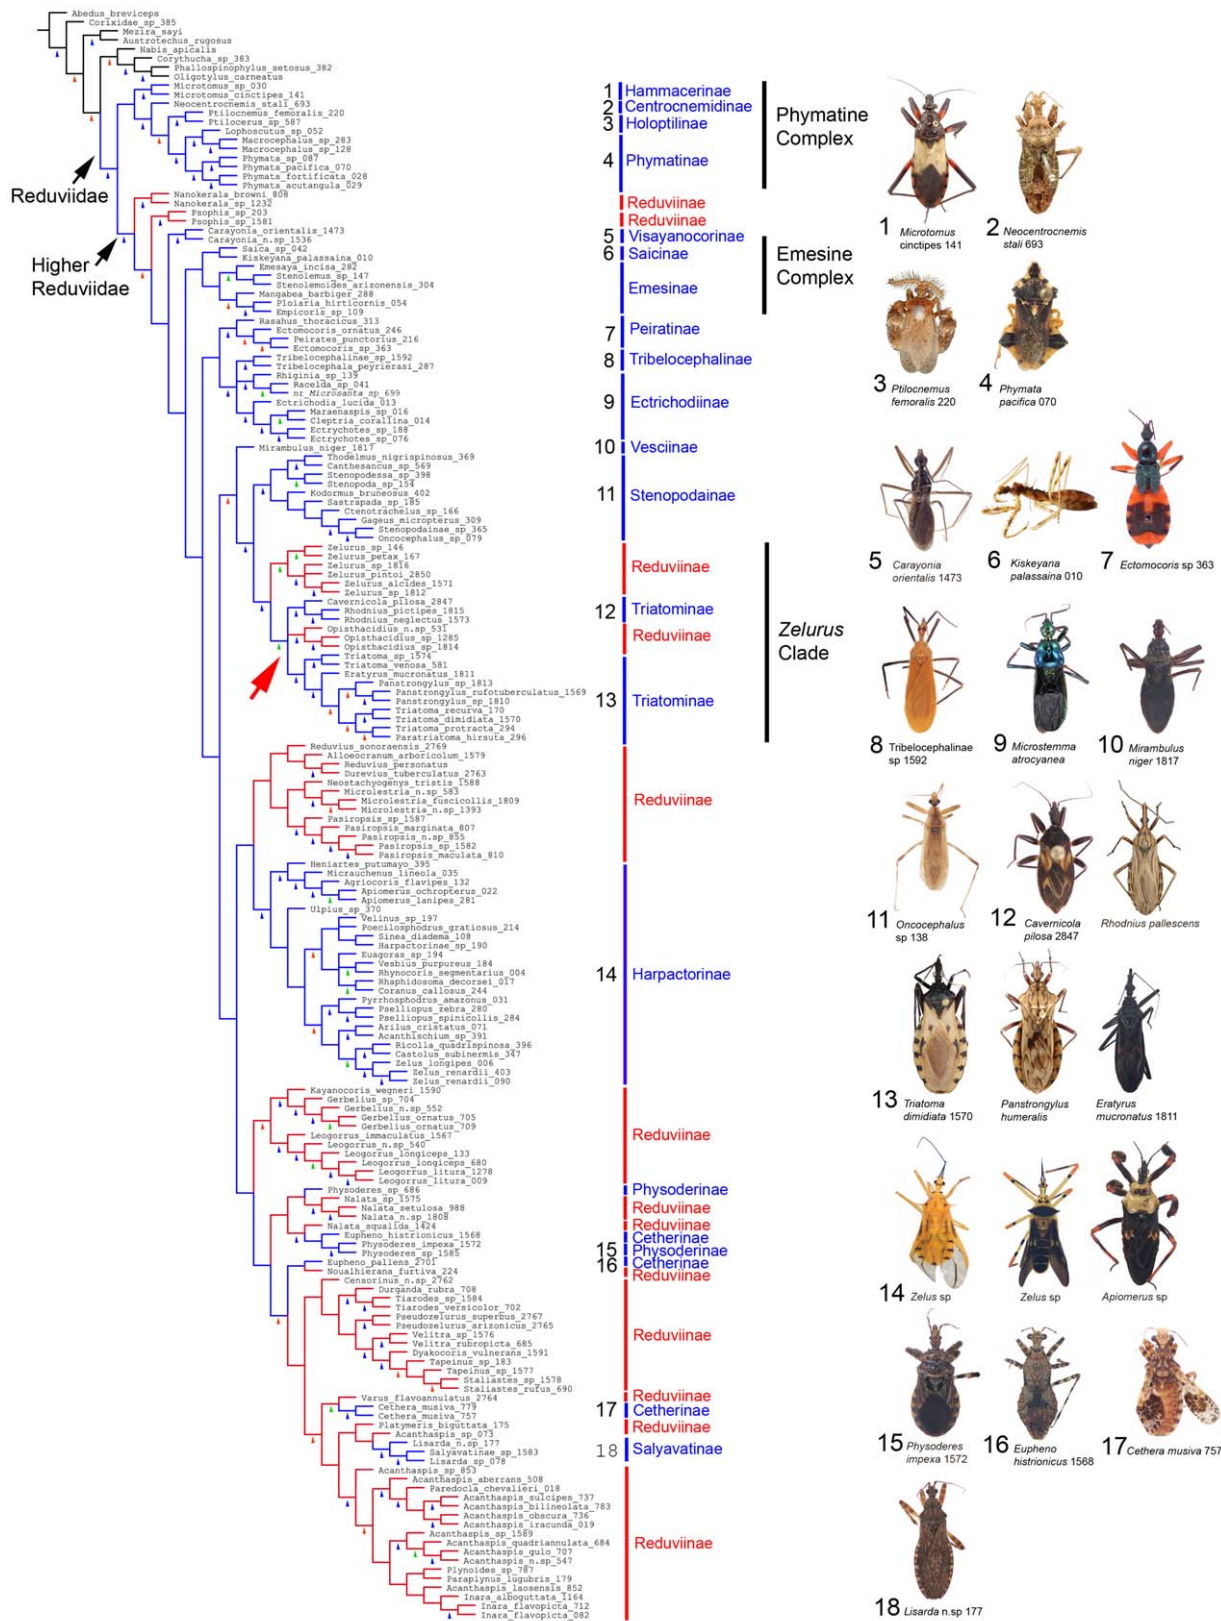 Abedus_breviceps
Corixidae_sp_385
Mezira_sayi
Austrotechus_rugosus
Nabis_apicalis
Corythucha_sp_383
Phallospinophylus_setosus_382
Oligotylus_carneatus
Microtomus_sp_030
Microtomus_cinctipes_141
Neocentrocnemis_stali_693
Ptilocnemus_femoralis_220
Ptilocerus_sp_587
Lophoscutus_sp_052
Macrocephalus_sp_283
Macrocephalus_sp_128
Phymata_sp_087
Phymata_pacifica_070
Phymata_fortificata_028
Phymata_acutangula_029
Nanokerala_browni_808
Nanokerala_sp_1232
Psophis_sp_203
Psophis_sp_1581
Carayonia_orientalis_1473
Carayonia_n.sp_1536
Saica_sp_042
Kiskeyana_palassaina_010
Emesaya_incisa_282
Stenolemus_sp_147
Stenolemoides_arizonensis_304
Mangabea_barbiger_288
Ploiaria_hirticornis_054
Empicoris_sp_109
Rasahus_thoracicus_313
Ectomocoris_ornatus_246
Peirates_punctorius_216
Ectomocoris_sp_363
Tribelocephalinae_sp_1592
Tribelocephala_peyrierasi_287
Rhiginia_sp_139
Racelda_sp_041
nr_Microsanta_sp_699
Ectrichodia_lucida_013
Maraenaspis_sp_016
Cleptria_corallina_014
Ectrychotes_sp_188
Ectrychotes_sp_076
Mirambulus_niger_1817
Thodelmus_nigrispinosus_369
Canthesancus_sp_569
Stenopodessa_sp_398
Stenopoda_sp_154
Kodormus_bruneosus_402
Sastrapada_sp_185
Ctenotrachelus_sp_166
Gageus_micropterus_309
Stenopodainae_sp_365
Oncocephalus_sp_079
Zelurus_sp_146
Zelurus_petax_167
Zelurus_sp_1816
Zelurus_pintoi_2850
Zelurus_alcides_1571
Zelurus_sp_1812
Cavernicola_pilosa_2847
Rhodnius_pictipes_1815
Rhodnius_neglectus_1573
Opisthacidius_n.sp_531
Opisthacidius_sp_1285
Opisthacidius_sp_1814
Triatoma_sp_1574
Triatoma_venosa_581
Eratyrus_mucronatus_1811
Panstrongylus_sp_1813
Panstrongylus_rufotuberculatus_1569
Panstrongylus_sp_1810
Triatoma_recurva_170
Triatoma_dimidiata_1570
Triatoma_protracta_294
Paratriatoma_hirsuta_296
Reduvius_sonoraensis_2769
Alloeocranum_arboricolum_1579
Reduvius_personatus
Durevius_tuberculatus_2763
Neostachyogenys_tristis_1588
Microlestria_n.sp_583
Microlestria_fuscicollis_1809
Microlestria_n.sp_1393
Pasiropsis_sp_1587
Pasiropsis_marginata_807
Pasiropsis_n.sp_855
Pasiropsis_sp_1582
Pasiropsis_maculata_810
Heniartes_putumayo_395
Micrauchenus_lineola_035
Agriocoris_flavipes_132
Apiomerus_ochropterus_022
Apiomerus_lanipes_281
Ulpius_sp_370
Velinus_sp_197
Poecilosphodrus_gratiosus_214
Sinea_diadema_108
Harpactorinae_sp_190
Euagoras_sp_194
Vesbius_purpureus_184
Rhynocoris_segmentarius_004
Rhaphidosoma_decorsei_017
Coranus_callosus_244
Pyrrhosphodrus_amazonus_031
Pselliopus_zebra_280
Pselliopus_spinicollis_284
Arilus_cristatus_071
Acanthischium_sp_391
Ricolla_quadrispinosa_396
Castolus_subinermis_347
Zelus_longipes_006
Zelus_renardii_403
Zelus_renardii_090
Kayanocoris_wegneri_1590
Gerbelius_sp_704
Gerbelius_n.sp_552
Gerbelius_ornatus_705
Gerbelius_ornatus_709
Leogorrus_immaculatus_1567
Leogorrus_n.sp_540
Leogorrus_longiceps_133
Leogorrus_longiceps_680
Leogorrus_litura_1278
Leogorrus_litura_009
Physoderes_sp_686
Nalata_sp_1575
Nalata_setulosa_988
Nalata_n.sp_1808
Nalata_squalida_1424
Eupheno_histrionicus_1568
Physoderes_impexa_1572
Physoderes_sp_1585
Eupheno_pallens_2701
Noualhierana_furtiva_224
Censorinus_n.sp_2762
Durganda_rubra_708
Tiarodes_sp_1584
Tiarodes_versicolor_702
Pseudozelurus_superbus_2767
Pseudozelurus_arizonicus_2765
Velitra_sp_1576
Velitra_rubropicta_685
Dyakocoris_vulnerans_1591
Tapeinus_sp_183
Tapeinus_sp_1577
Staliastes_sp_1578
Staliastes_rufus_690
Varus_flavoannulatus_2764
Cethera_musiva_779
Cethera_musiva_757
Platymeris_biguttata_175
Acanthaspis_sp_073
Lisarda_n.sp_177
Salyavatinae_sp_1583
Lisarda_sp_078
Acanthaspis_sp_853
Acanthaspis_aberrans_508
Paredocla_chevalieri_018
Acanthaspis_sulcipes_737
Acanthaspis_bilineolata_783
Acanthaspis_obscura_736
Acanthaspis_iracunda_019
Acanthaspis_sp_1589
Acanthaspis_quadriannulata_684
Acanthaspis_gulo_707
Acanthaspis_n.sp_547
Plynoides_sp_787
Paraplynus_lugubris_179
Acanthaspis_laosensis_852
Inara_alboguttata_1164
Inara_flavopicta_712
Inara_flavopicta_082
Reduviidae
Higher
Reduviidae
1 Hammacerinae
2 Centrocnemidinae
3 Holoptilinae
4 Phymatinae
Reduviinae
Reduviinae
5 Visayanocorinae
6 Saicinae
Emesinae
7 Peiratinae
8 Tribelocephalinae
9 Ectrichodiinae
10 Vesciinae
11 Stenopodainae
Reduviinae
12 Triatominae
Reduviinae
13 Triatominae
Reduviinae
14 Harpactorinae
Reduviinae
Physoderinae
Reduviinae
Reduviinae
Cetherinae
15 Physoderinae
16 Cetherinae
Reduviinae
Reduviinae
Reduviinae
17 Cetherinae
Reduviinae
18 Salyavatinae
Reduviinae
Phymatine
Complex
Emesine
Complex
Zelurus
Clade
1 Microtomus
cinctipes 141
2 Neocentrocnemis
stali 693
3 Ptilocnemus
femoralis 220
4 Phymata
pacifica 070
5 Carayonia
orientalis 1473
6 Kiskeyana
palassaina 010
7 Ectomocoris sp 363
8 Tribelocephalinae
sp 1592
9 Microstemma
atrocyanea
10 Mirambulus
niger 1817
11 Oncocephalus
sp 138
12 Cavernicola
pilosa 2847
Rhodnius pallescens
13 Triatoma
dimidiata 1570
Panstrongylus
humeralis
Eratyrus
mucronatus 1811
14 Zelus sp
Zelus sp
Apiomerus sp
15 Physoderes
impexa 1572
16 Eupheno
histrionicus 1568
17 Cethera musiva 757
18 Lisarda n.sp 177